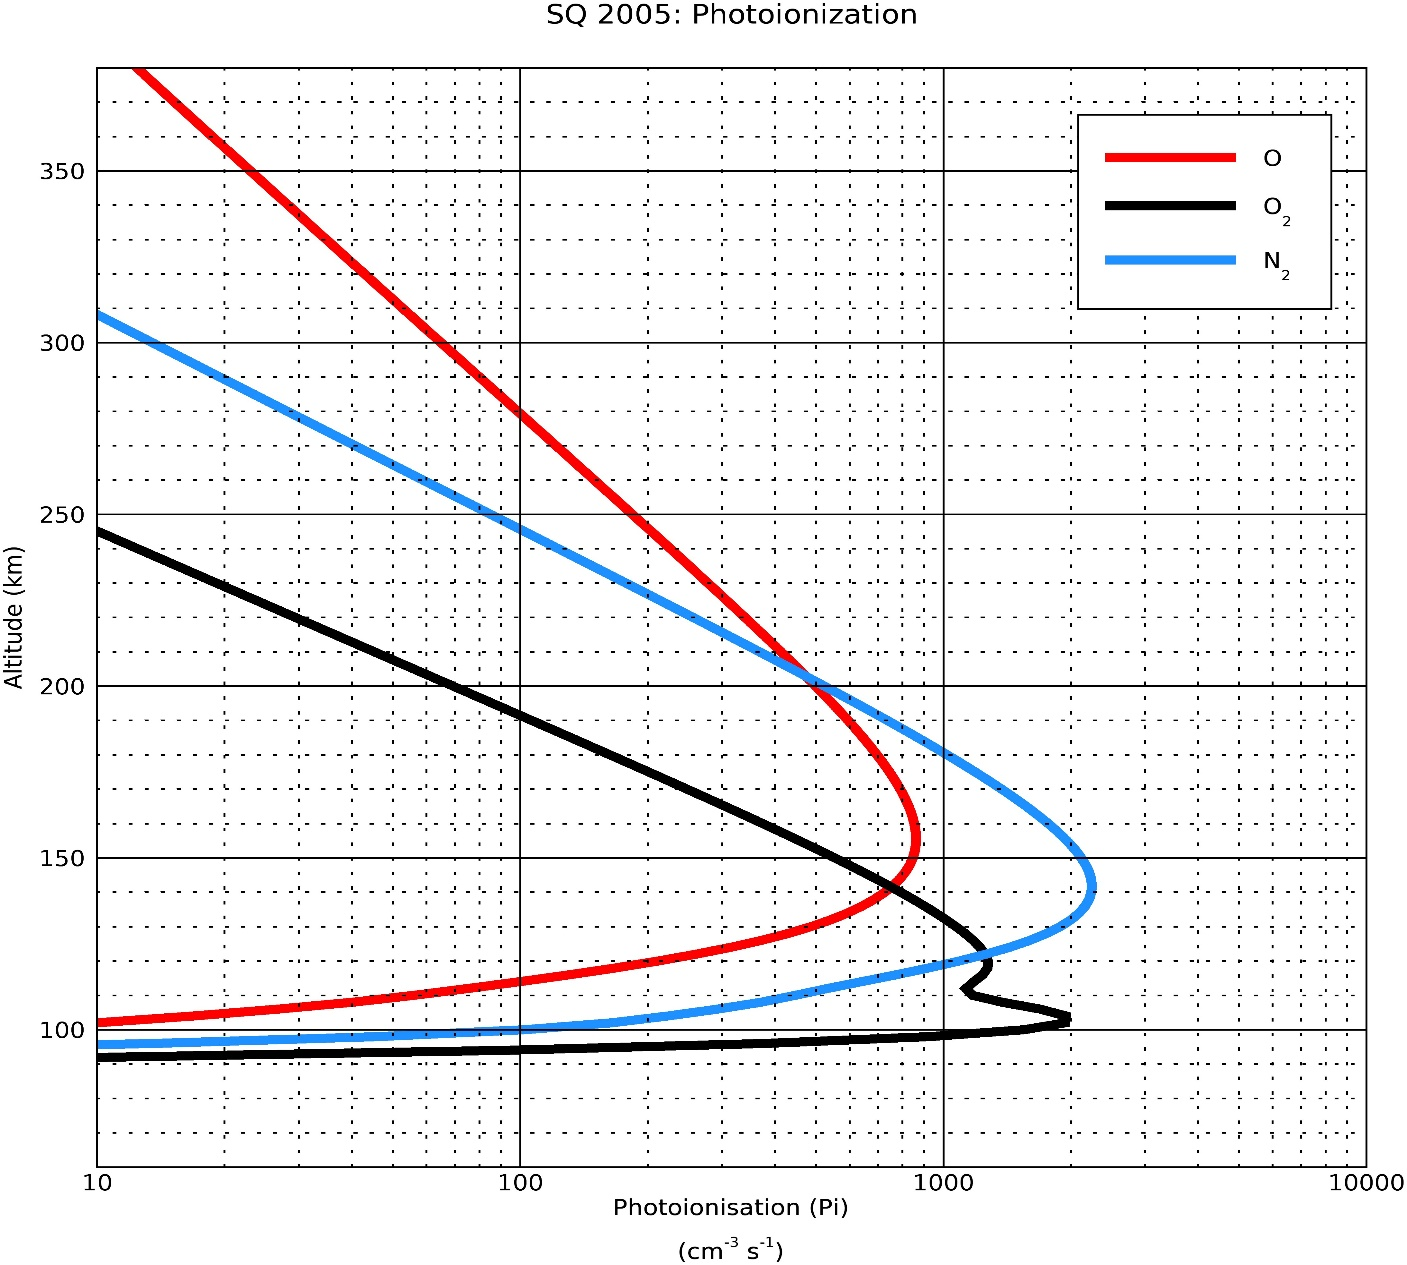 SQ 2005: Photoionization
O
O2
N2
350
300
250
200
150
100
Altitude (km)
10 100 1000 10000
Photoionisation (Pi)
(cm-3 s-1)